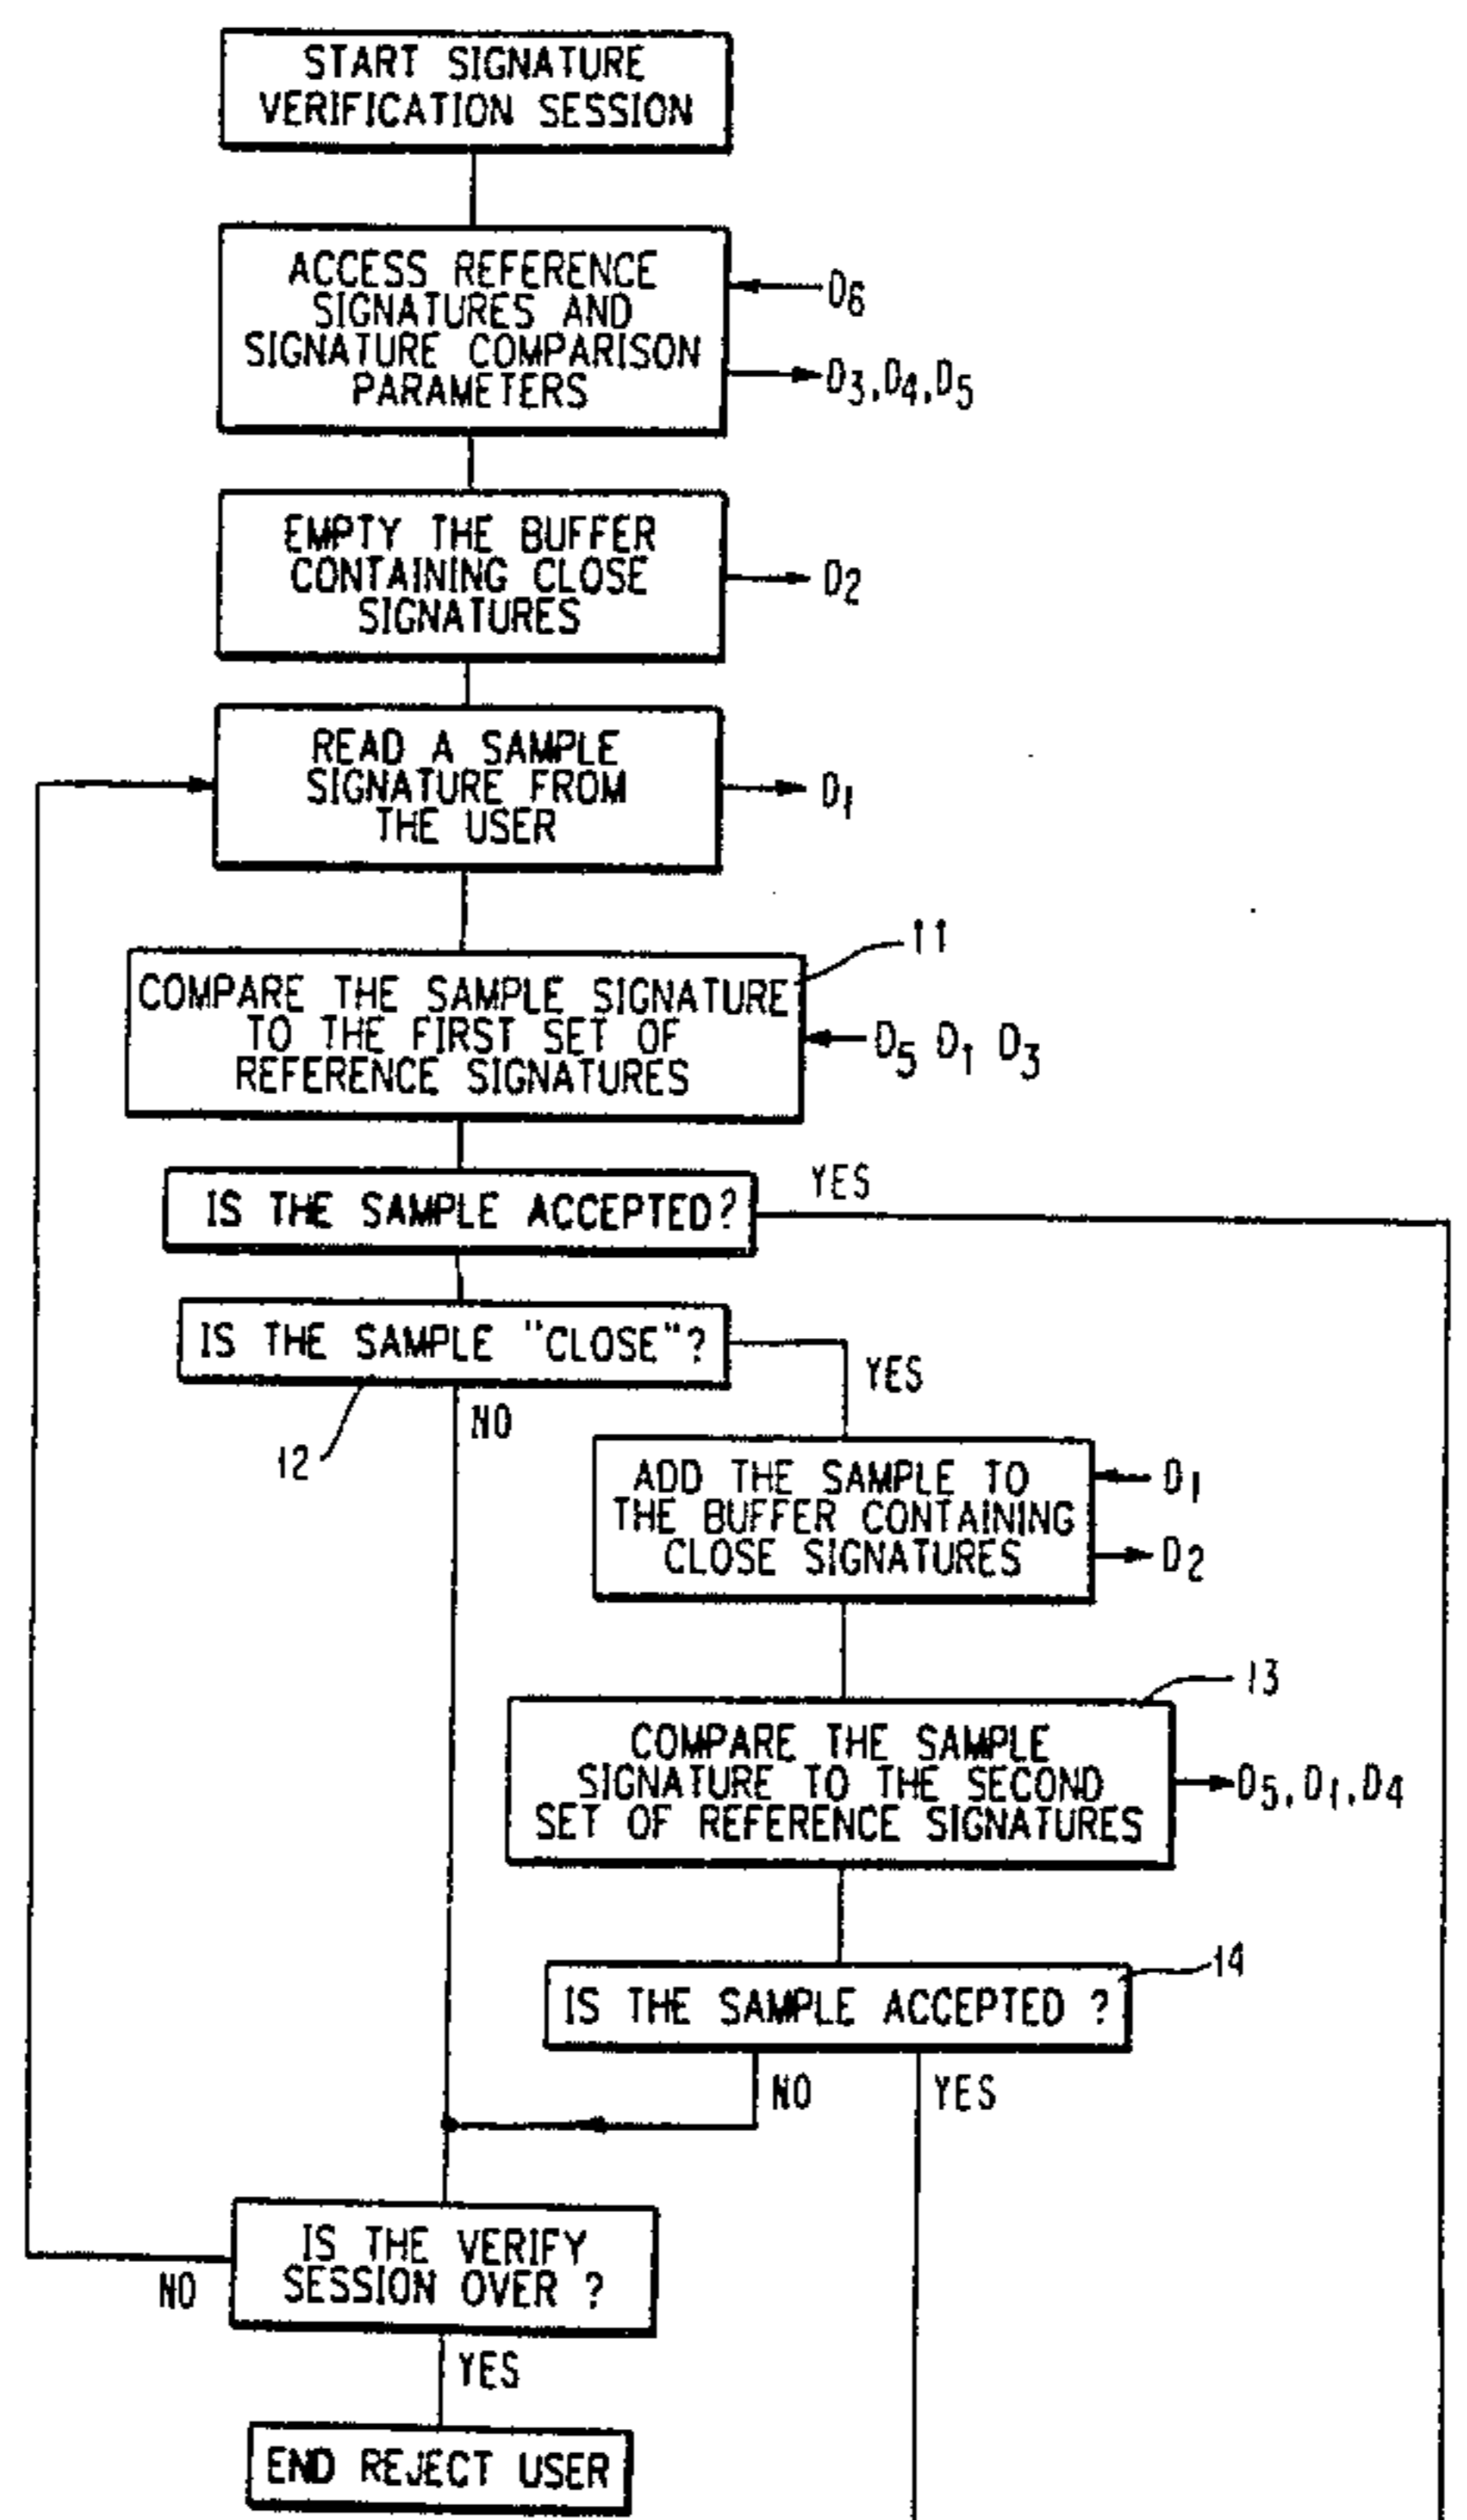 START SIGNATURE
VERIFICATION SESSION
ACCESS REFERENCE
SIGNATURES AND
SIGNATURE COMPARISON
PARAMETERS
D6
D3,D4,D5
EMPTY THE BUFFER
CONTAINING CLOSE
SIGNATURES
D2
READ A SAMPLE
SIGNATURE FROM
THE USER
D1
11
COMPARE THE SAMPLE SIGNATURE
TO THE FIRST SET OF
REFERENCE SIGNATURES
D5 D1 D3
IS THE SAMPLE ACCEPTED?
YES
IS THE SAMPLE "CLOSE"?
YES
NO
12
ADD THE SAMPLE TO
THE BUFFER CONTAINING
CLOSE SIGNATURES
D1
D2
13
COMPARE THE SAMPLE
SIGNATURE TO THE SECOND
SET OF REFERENCE SIGNATURES
D5,D1,D4
14
IS THE SAMPLE ACCEPTED ?
NO
YES
IS THE VERIFY
SESSION OVER ?
NO
YES
END REJECT USER